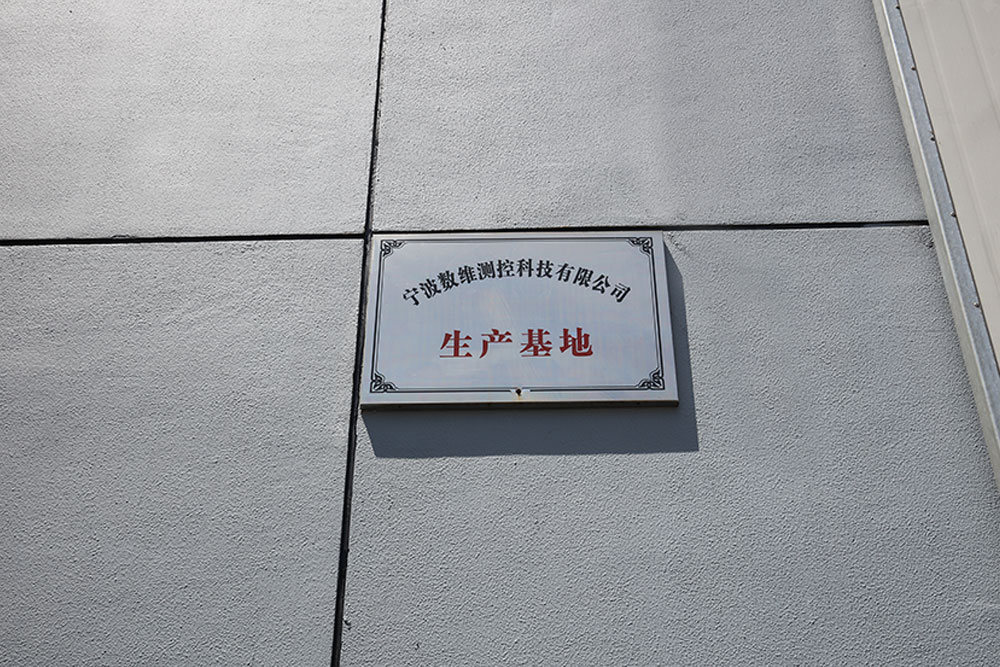 宁波数维测控科技有限公司
生产基地